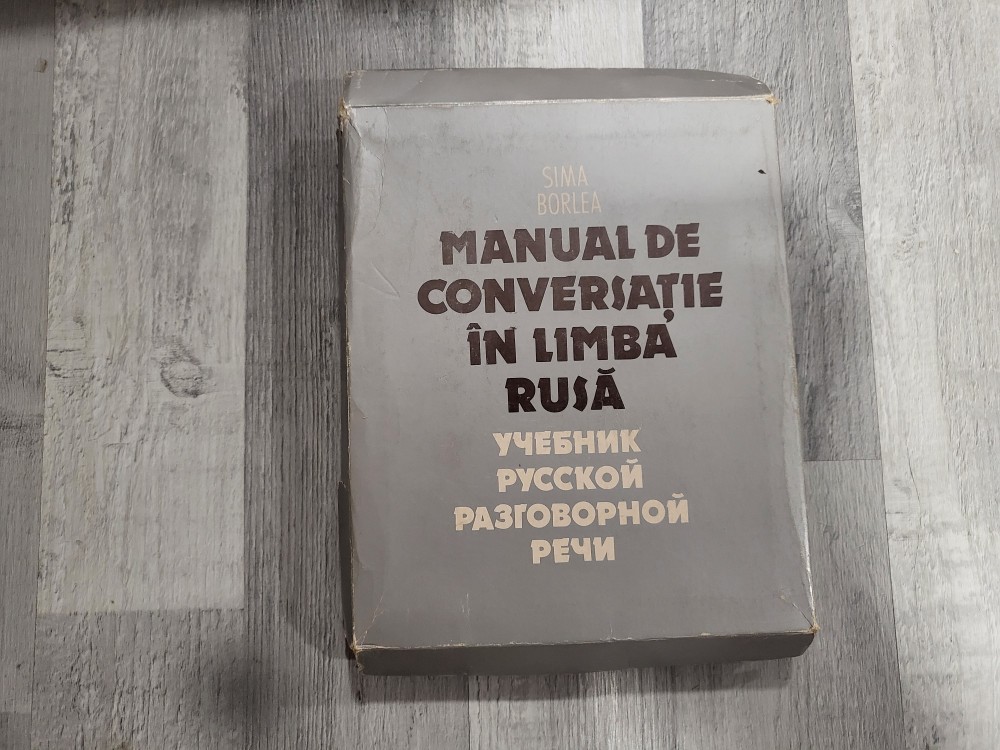 SIMA
BORLEA
MANUAL DE
CONVERSAȚIE
ÎN LIMBA
RUSĂ
УЧЕБНИК
РУССКОЙ
РАЗГОВОРНОЙ
РЕЧИ